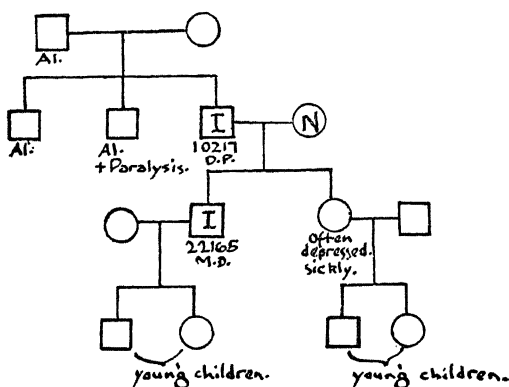 Al.
Al.
Al.
+ Paralysis.
I
10217
D.P.
N
I
22165
M.D.
Often
depressed.
Sickly.
young children.
young children.